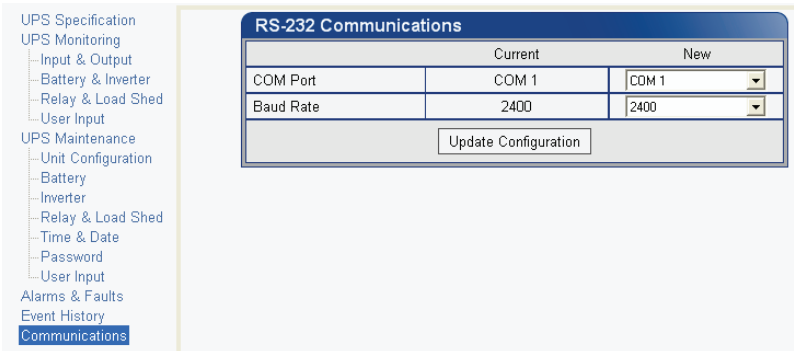 UPS Specification
UPS Monitoring
Input & Output
Battery & Inverter
Relay & Load Shed
User Input
UPS Maintenance
Unit Configuration
Battery
Inverter
Relay & Load Shed
Time & Date
Password
User Input
Alarms & Faults
Event History
Communications
RS-232 Communications
Current New
COM Port COM 1 COM 1
Baud Rate 2400 2400
Update Configuration